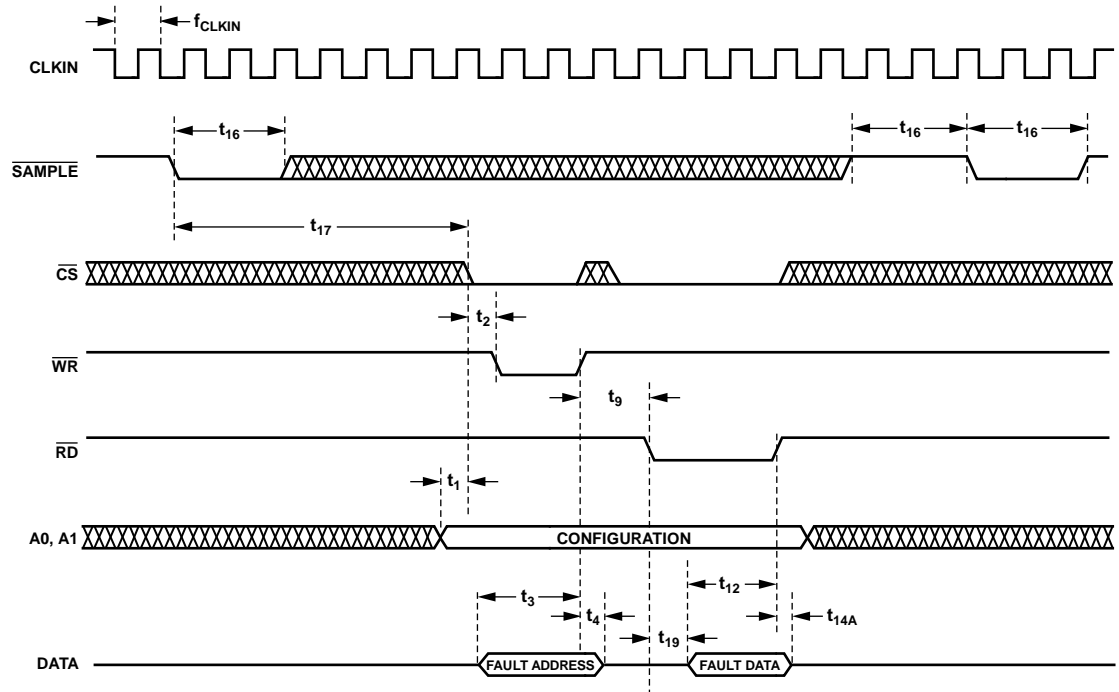 fCLKIN
CLKIN
t16 t16 t16
SAMPLE
t17
CS
t2
WR
t9
RD
t1
A0, A1 CONFIGURATION
t12
t3
t4 t14A
t19
DATA FAULT ADDRESS FAULT DATA